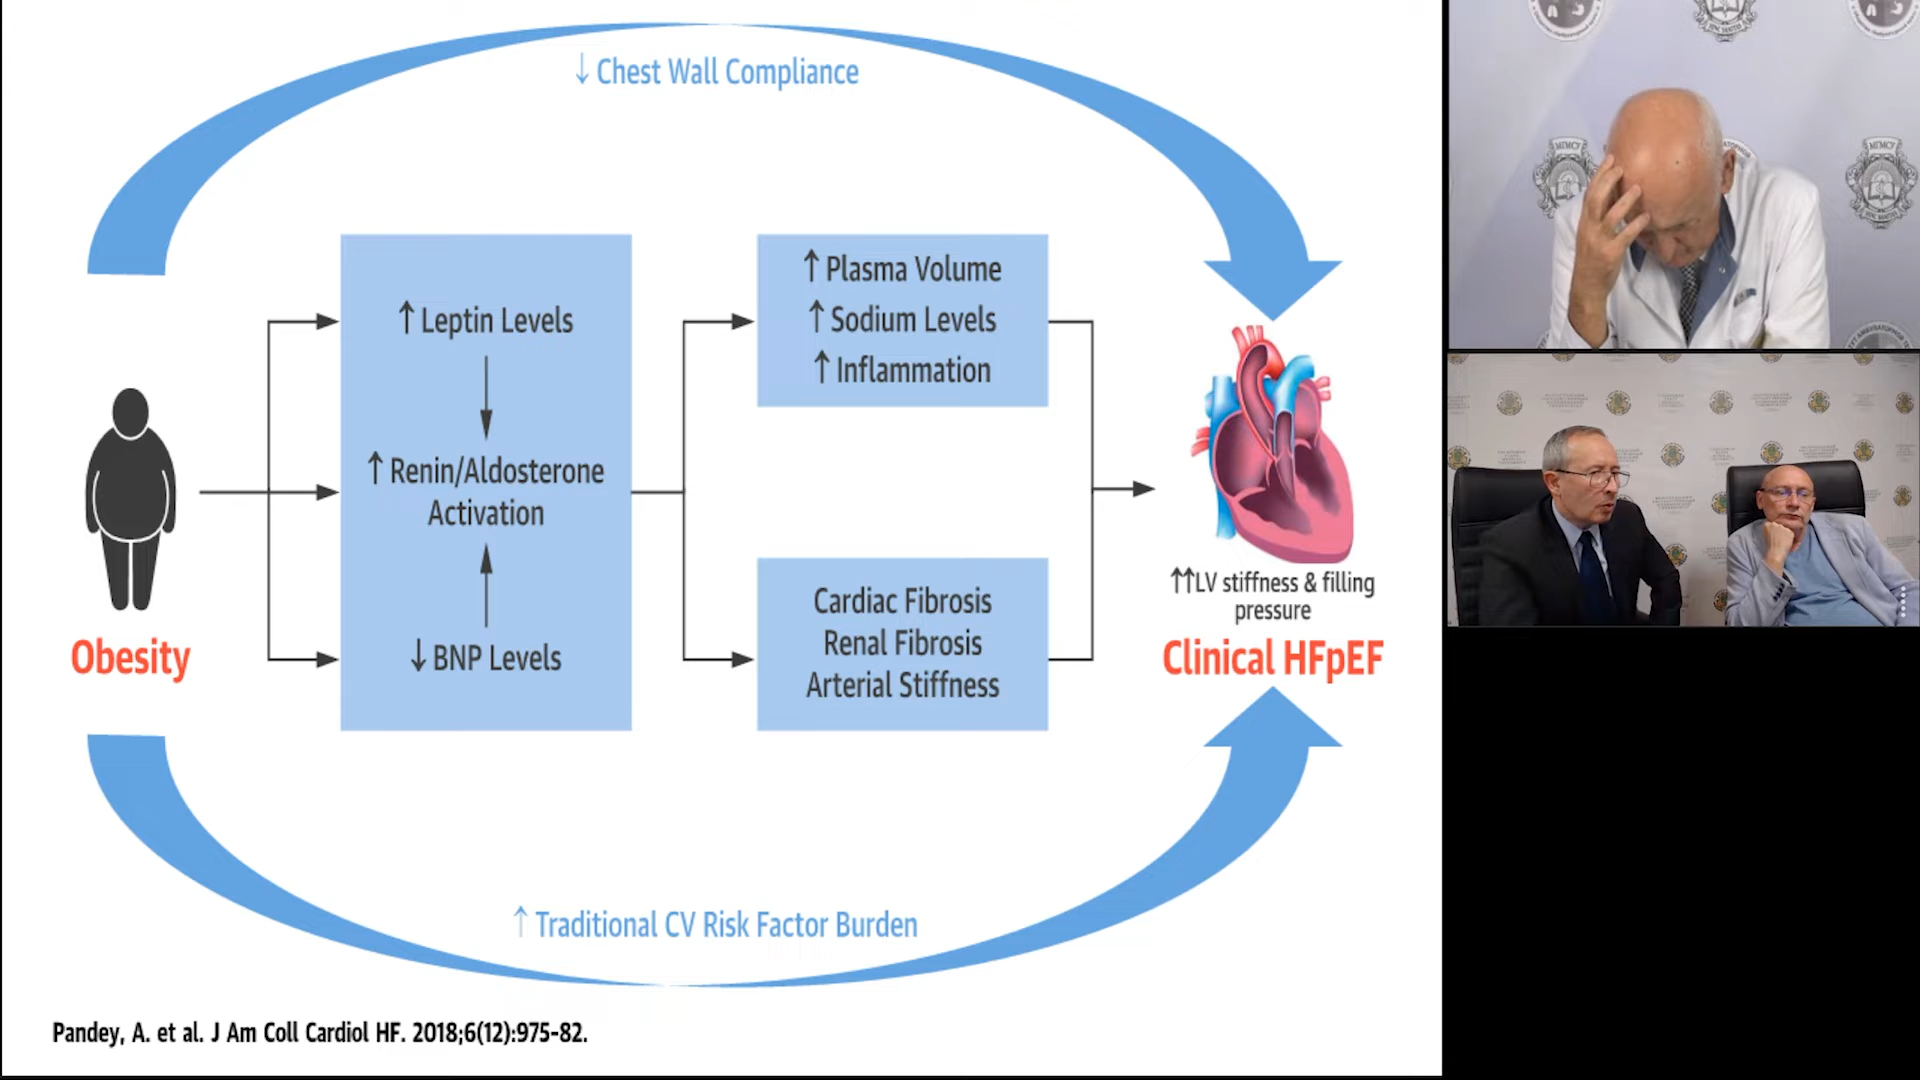 ↓ Chest Wall Compliance
↑ Leptin Levels
↑ Renin/Aldosterone
Activation
↓ BNP Levels
↑ Plasma Volume
↑ Sodium Levels
↑ Inflammation
Cardiac Fibrosis
Renal Fibrosis
Arterial Stiffness
Obesity
↑↑LV stiffness & filling
pressure
Clinical HFpEF
↑ Traditional CV Risk Factor Burden
Pandey, A. et al. J Am Coll Cardiol HF. 2018;6(12):975-82.
МГМСУ
МГМСУ